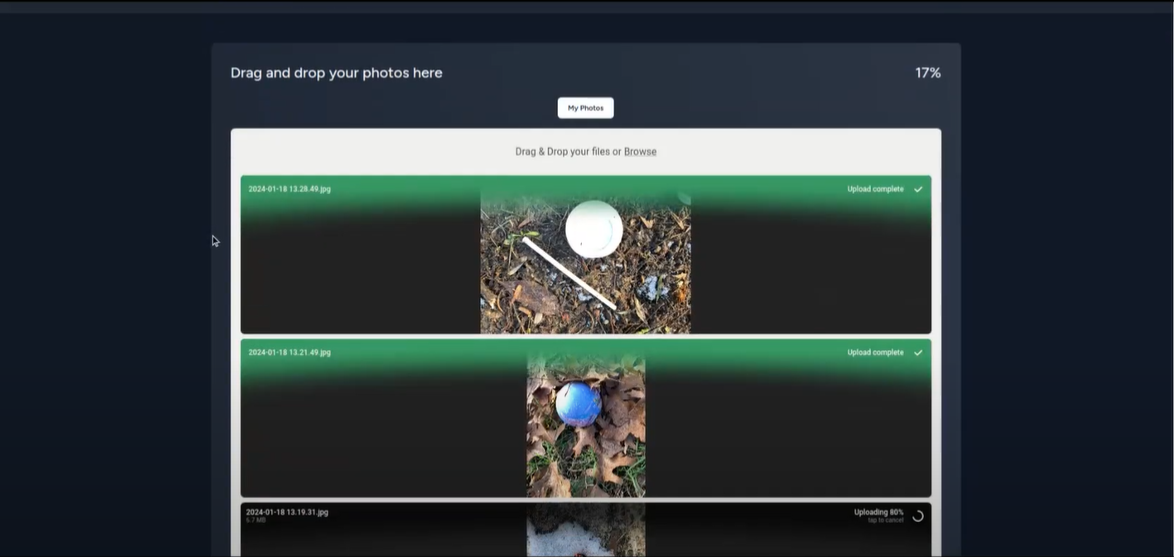 Drag and drop your photos here
17%
My Photos
Drag & Drop your files or Browse
2024-01-18 13.28.49.jpg
Upload complete
2024-01-18 13.21.49.jpg
Upload complete
2024-01-18 13.19.31.jpg
Uploading 80%
6.7 MB
tap to cancel